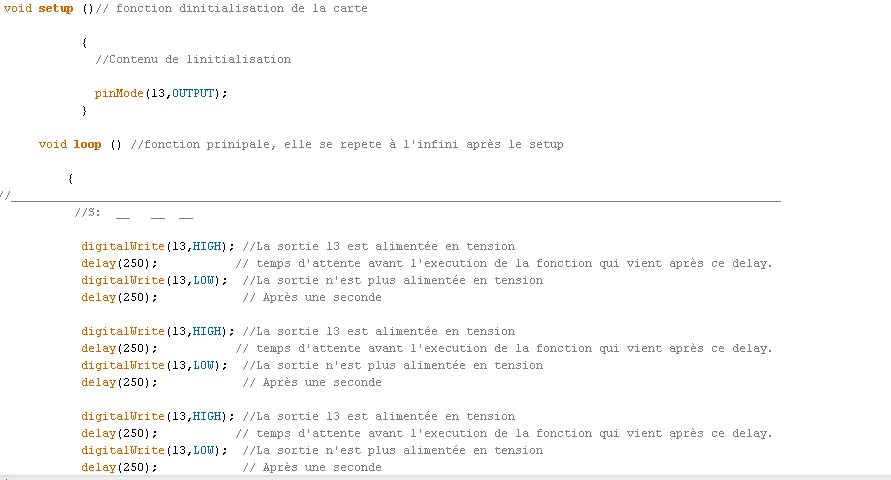 void setup ()// fonction dinitialisation de la carte
{
//Contenu de linitialisation
pinMode(13,OUTPUT);
}
void loop () //fonction prinipale, elle se repete à l'infini après le setup
{
//_______________________________________________________________________________________________________________
//S:  __   __  __
digitalWrite(13,HIGH); //La sortie 13 est alimentée en tension
delay(250); // temps d'attente avant l'execution de la fonction qui vient après ce delay.
digitalWrite(13,LOW); //La sortie n'est plus alimentée en tension
delay(250); // Après une seconde
digitalWrite(13,HIGH); //La sortie 13 est alimentée en tension
delay(250); // temps d'attente avant l'execution de la fonction qui vient après ce delay.
digitalWrite(13,LOW); //La sortie n'est plus alimentée en tension
delay(250); // Après une seconde
digitalWrite(13,HIGH); //La sortie 13 est alimentée en tension
delay(250); // temps d'attente avant l'execution de la fonction qui vient après ce delay.
digitalWrite(13,LOW); //La sortie n'est plus alimentée en tension
delay(250); // Après une seconde